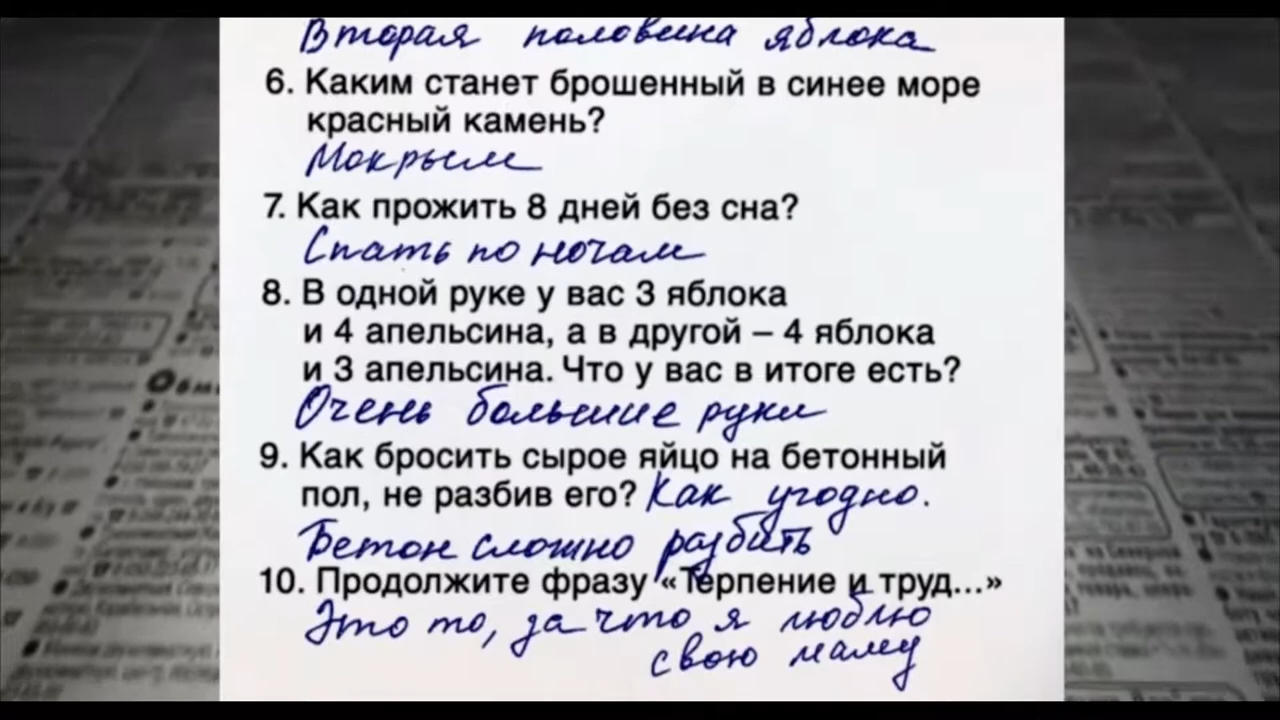 Вторая половина яблока
6. Каким станет брошенный в синее море
красный камень?
Мокрым
7. Как прожить 8 дней без сна?
Спать по ночам
8. В одной руке у вас 3 яблока
и 4 апельсина, а в другой – 4 яблока
и 3 апельсина. Что у вас в итоге есть?
Очень большие руки
9. Как бросить сырое яйцо на бетонный
пол, не разбив его? Как угодно.
Бетон сложно разбить
10. Продолжите фразу «Терпение и труд...»
Это то, за что я люблю
свою маму